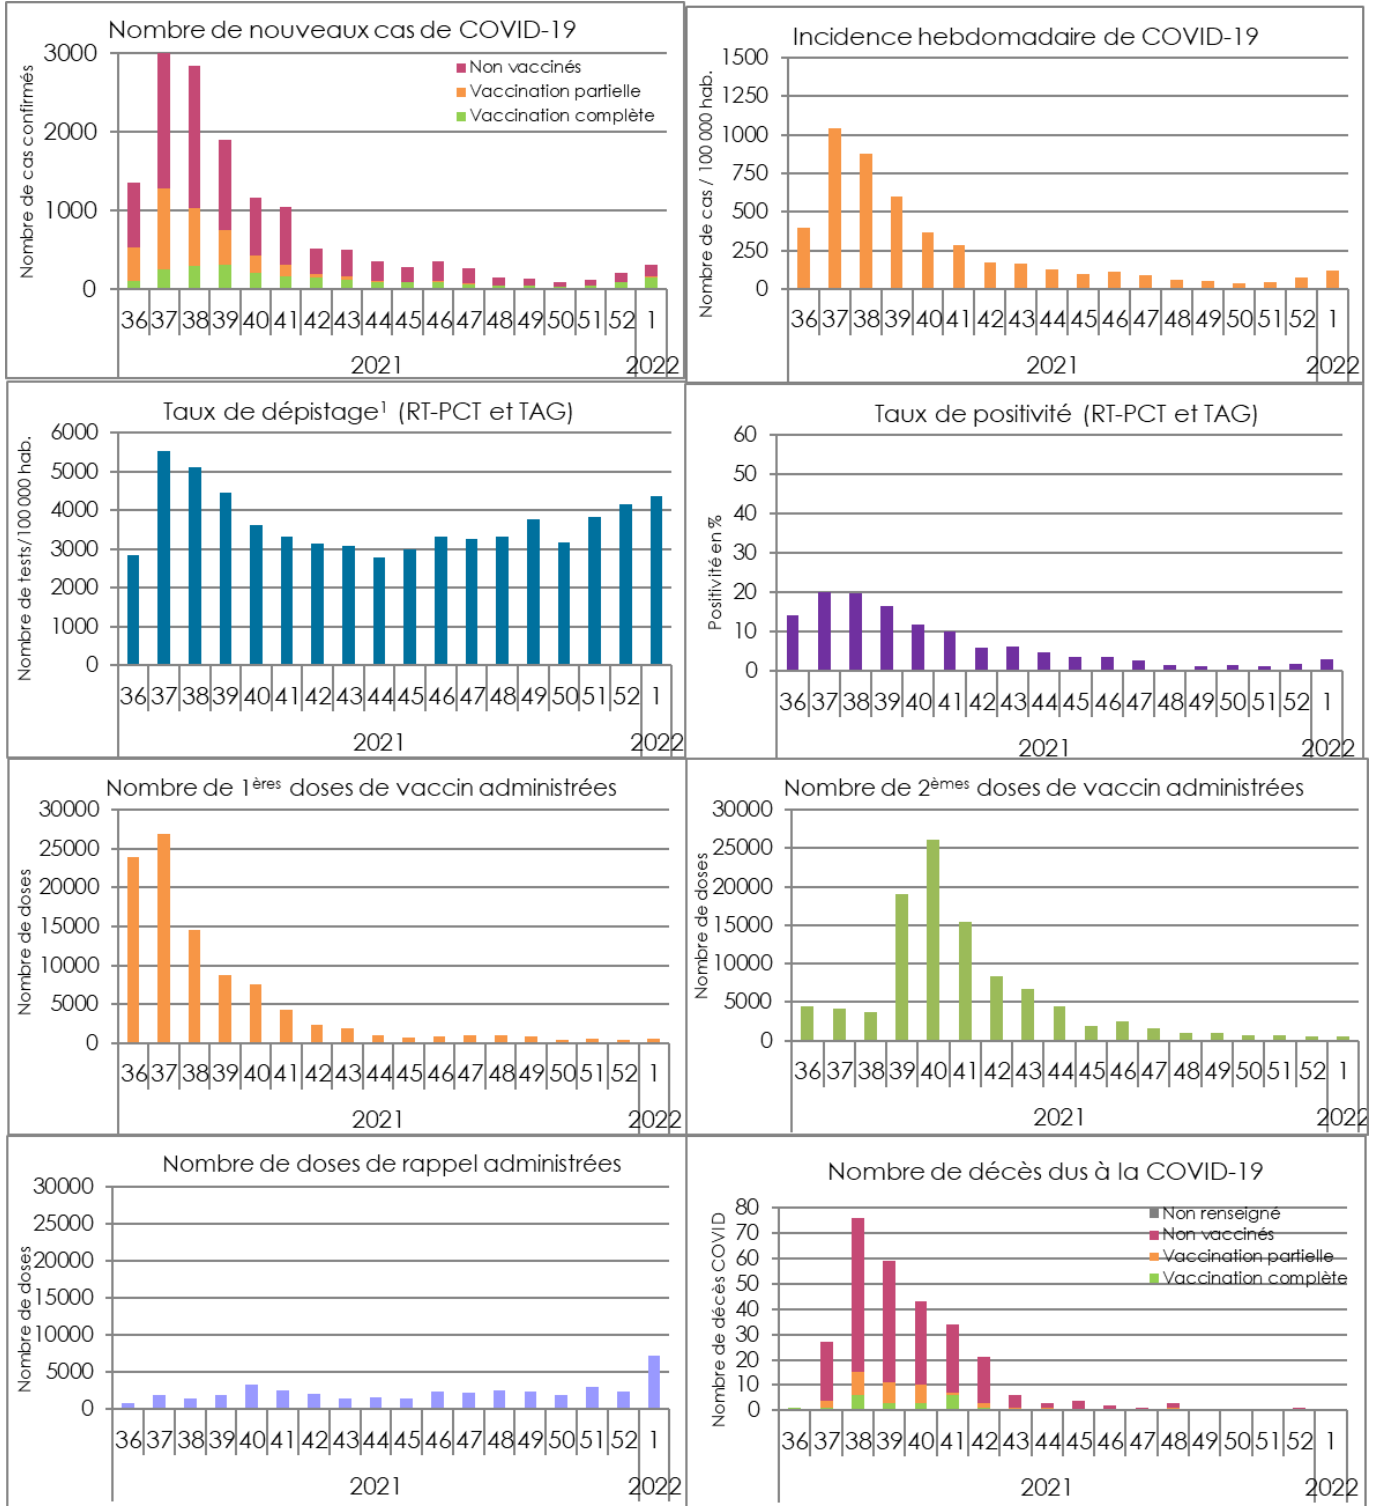 Nombre de nouveaux cas de COVID-19
Nombre de cas confirmés
3000
2000
1000
0
Non vaccinés
Vaccination partielle
Vaccination complète
36 37 38 39 40 41 42 43 44 45 46 47 48 49 50 51 52 1
2021 2022
Incidence hebdomadaire de COVID-19
Nombre de cas / 100 000 hab.
1500
1250
1000
750
500
250
0
36 37 38 39 40 41 42 43 44 45 46 47 48 49 50 51 52 1
2021 2022
Taux de dépistage¹ (RT-PCT et TAG)
Nombre de tests/100 000 hab.
6000
5000
4000
3000
2000
1000
0
36 37 38 39 40 41 42 43 44 45 46 47 48 49 50 51 52 1
2021 2022
Taux de positivité (RT-PCT et TAG)
Positivité en %
60
50
40
30
20
10
0
36 37 38 39 40 41 42 43 44 45 46 47 48 49 50 51 52 1
2021 2022
Nombre de 1ères doses de vaccin administrées
Nombre de doses
30000
25000
20000
15000
10000
5000
0
36 37 38 39 40 41 42 43 44 45 46 47 48 49 50 51 52 1
2021 2022
Nombre de 2èmes doses de vaccin administrées
Nombre de doses
30000
25000
20000
15000
10000
5000
0
36 37 38 39 40 41 42 43 44 45 46 47 48 49 50 51 52 1
2021 2022
Nombre de doses de rappel administrées
Nombre de doses
30000
25000
20000
15000
10000
5000
0
36 37 38 39 40 41 42 43 44 45 46 47 48 49 50 51 52 1
2021 2022
Nombre de décès dus à la COVID-19
Nombre de décès COVID
80
70
60
50
40
30
20
10
0
Non renseigné
Non vaccinés
Vaccination partielle
Vaccination complète
36 37 38 39 40 41 42 43 44 45 46 47 48 49 50 51 52 1
2021 2022